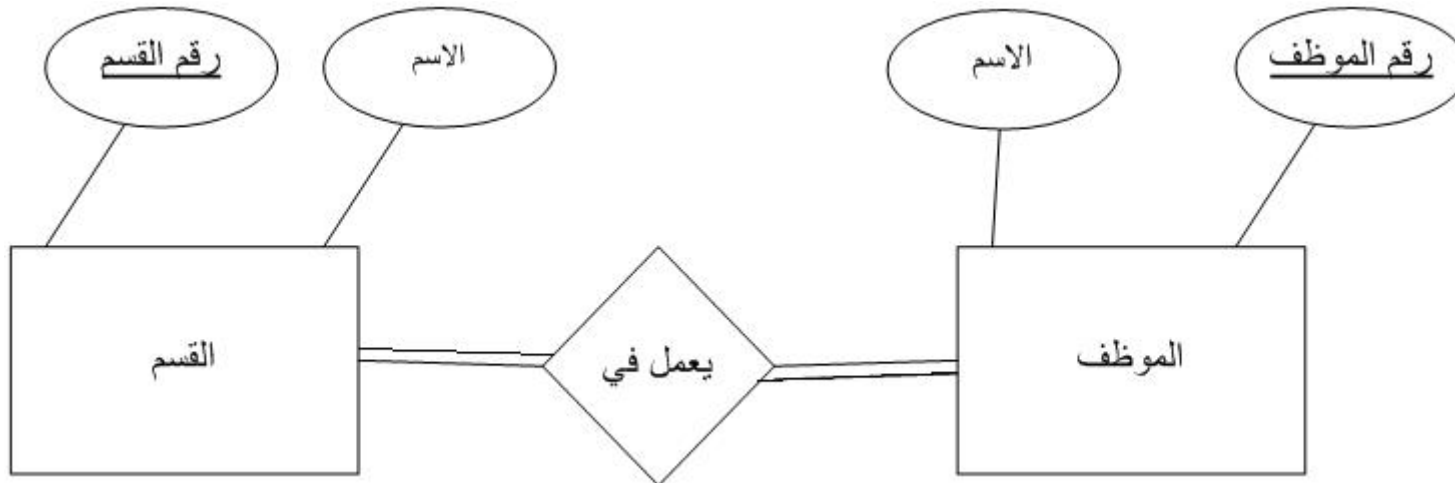 رقم الموظف
الاسم
الاسم
رقم القسم
الموظف
يعمل في
القسم